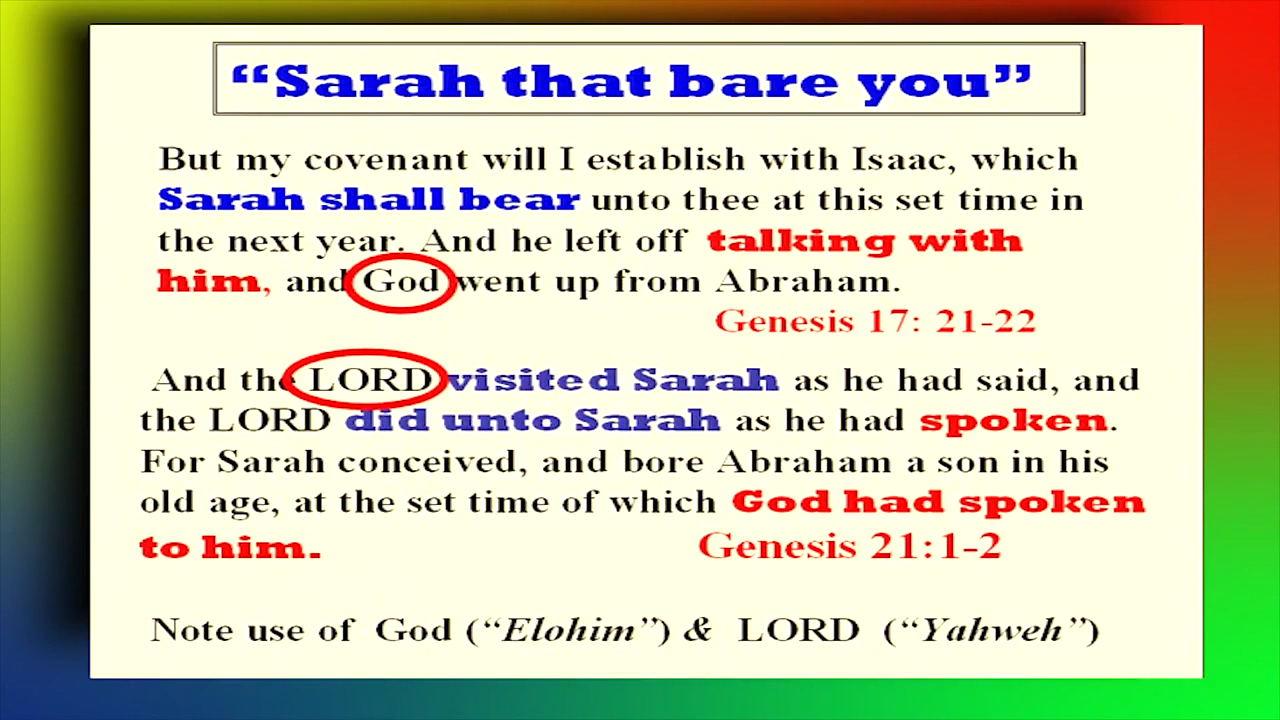 “Sarah that bare you”
But my covenant will I establish with Isaac, which
Sarah shall bear unto thee at this set time in
the next year. And he left off talking with
him, and God went up from Abraham.
Genesis 17: 21-22
And the LORD visited Sarah as he had said, and
the LORD did unto Sarah as he had spoken.
For Sarah conceived, and bore Abraham a son in his
old age, at the set time of which God had spoken
to him. Genesis 21:1-2
Note use of God (“Elohim”) & LORD (“Yahweh”)